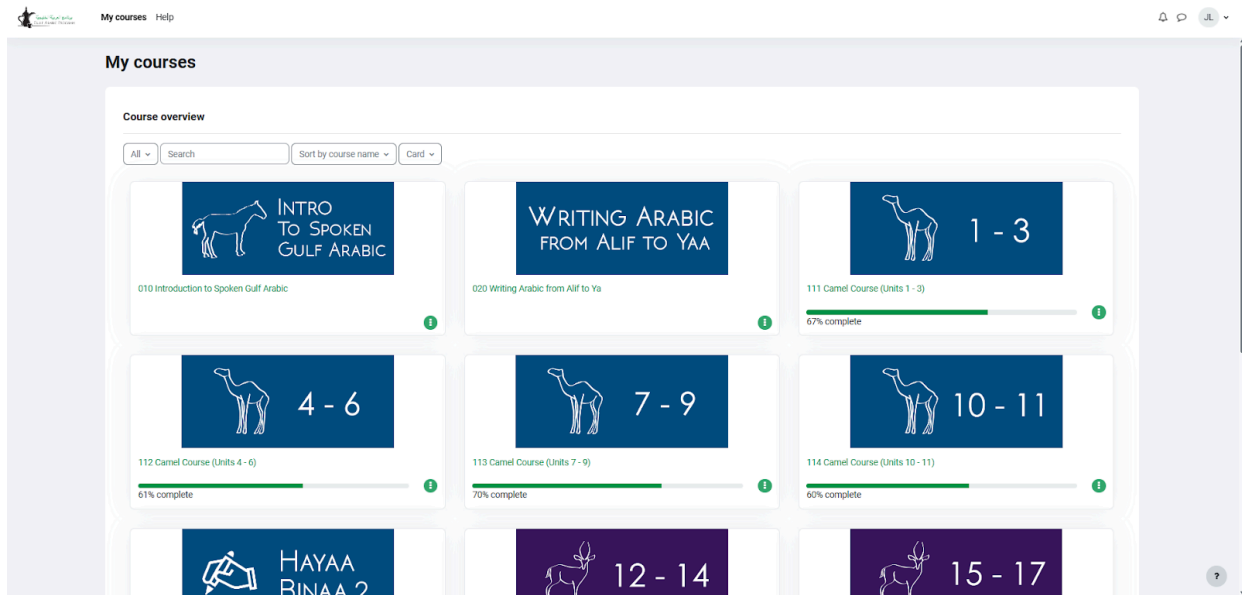 My courses
Help
JL
My courses
Course overview
All
Search
Sort by course name
Card
INTRO
TO SPOKEN
GULF ARABIC
WRITING ARABIC
FROM ALIF TO YAA
1 - 3
010 Introduction to Spoken Gulf Arabic
020 Writing Arabic from Alif to Ya
111 Camel Course (Units 1 - 3)
67% complete
4 - 6
7 - 9
10 - 11
112 Camel Course (Units 4 - 6)
113 Camel Course (Units 7 - 9)
114 Camel Course (Units 10 - 11)
61% complete
70% complete
60% complete
HAYAA
BINAA 2
12 - 14
15 - 17
?